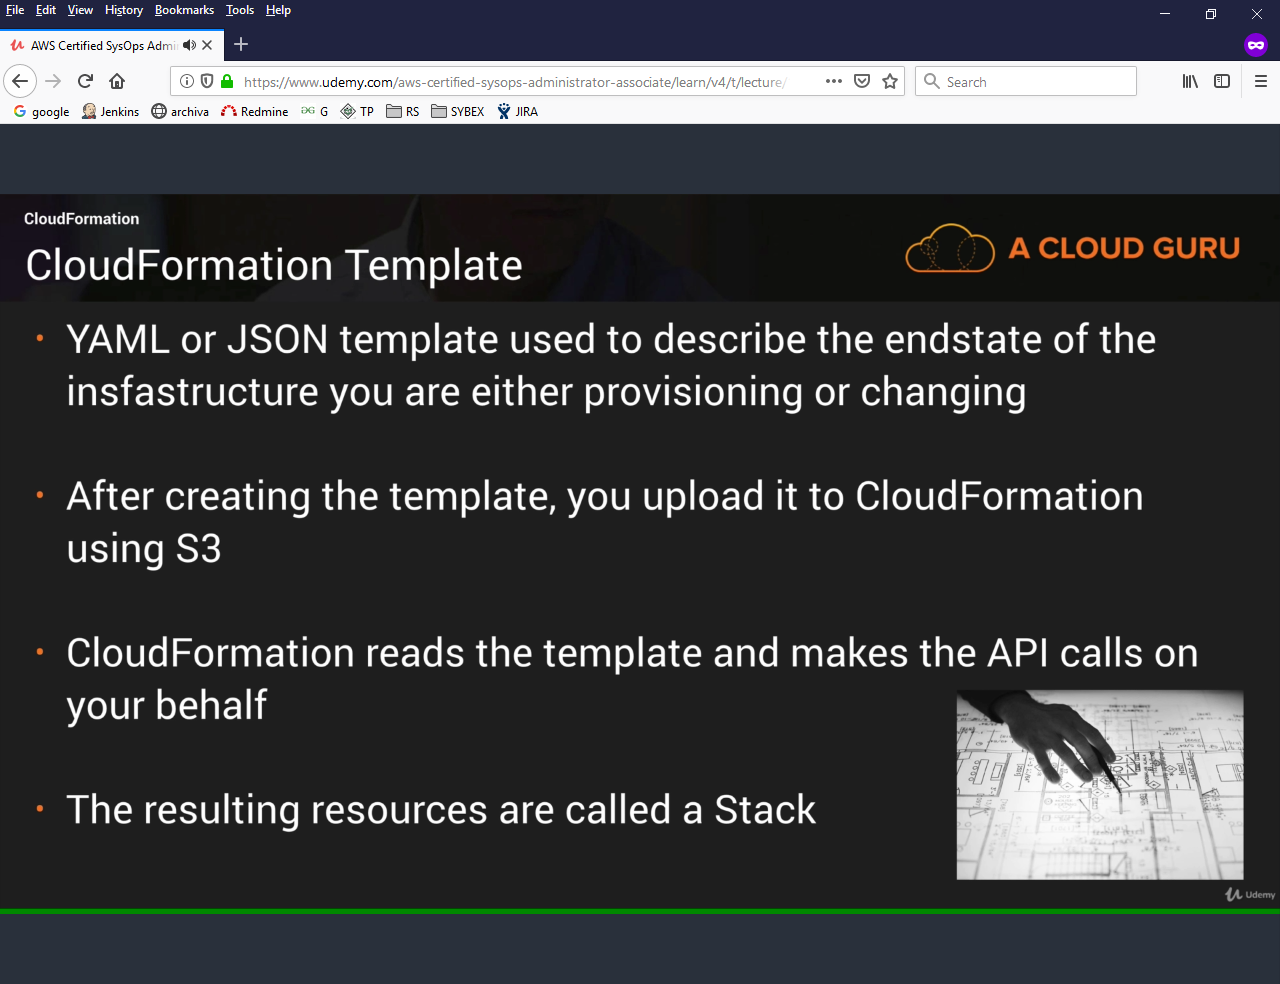 File Edit View History Bookmarks Tools Help
AWS Certified SysOps Admi
https://www.udemy.com/aws-certified-sysops-administrator-associate/learn/v4/t/lecture/
Search
google Jenkins archiva Redmine G TP RS SYBEX JIRA
CloudFormation
CloudFormation Template
A CLOUD GURU
• YAML or JSON template used to describe the endstate of the
insfastructure you are either provisioning or changing
• After creating the template, you upload it to CloudFormation
using S3
• CloudFormation reads the template and makes the API calls on
your behalf
• The resulting resources are called a Stack
Udemy